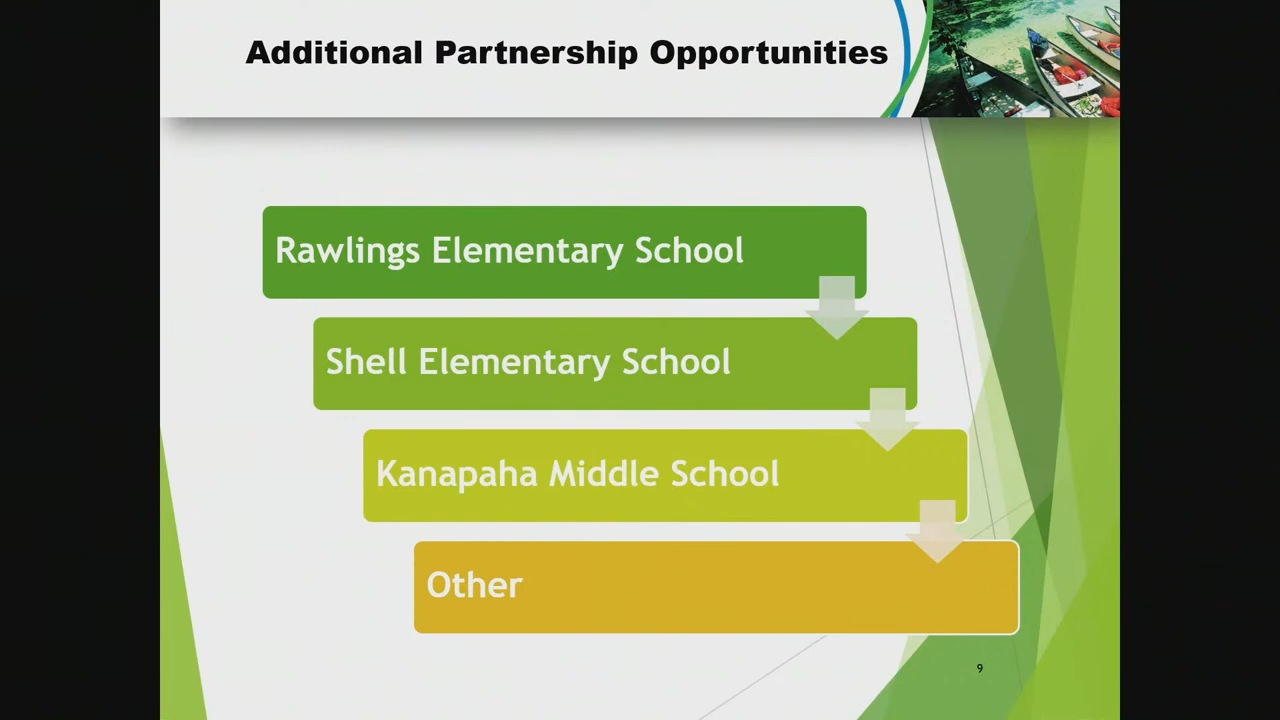 Additional Partnership Opportunities
Rawlings Elementary School
Shell Elementary School
Kanapaha Middle School
Other
9